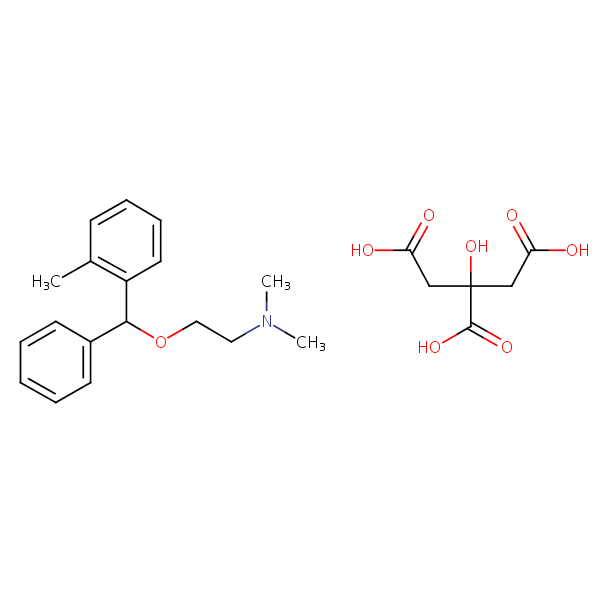 O O
HO OH OH
H₃C CH₃
N
O CH₃
HO O